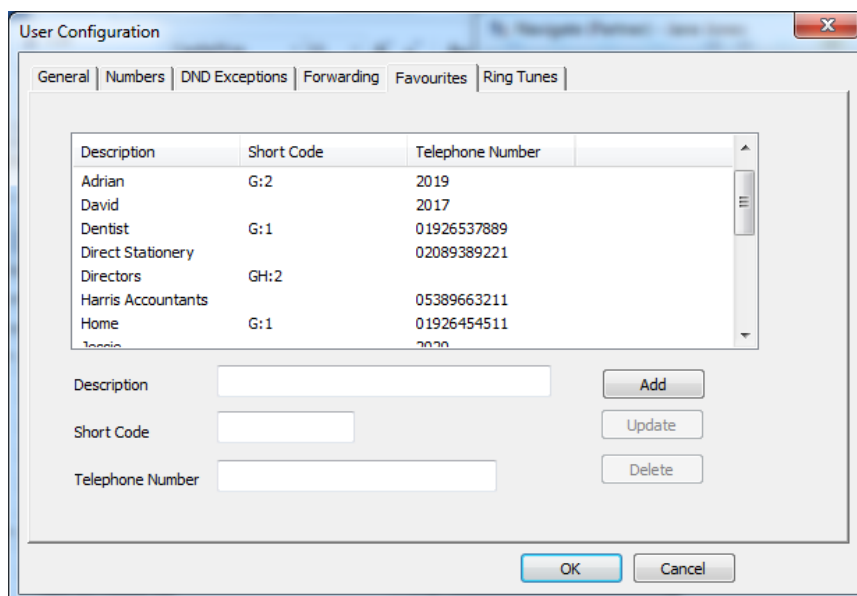 User Configuration
General Numbers DND Exceptions Forwarding Favourites Ring Tunes
Description Short Code Telephone Number
Adrian G:2 2019
David 2017
Dentist G:1 01926537889
Direct Stationery 02089389221
Directors GH:2
Harris Accountants 05389663211
Home G:1 01926454511
Description
Add
Short Code
Update
Telephone Number
Delete
OK Cancel